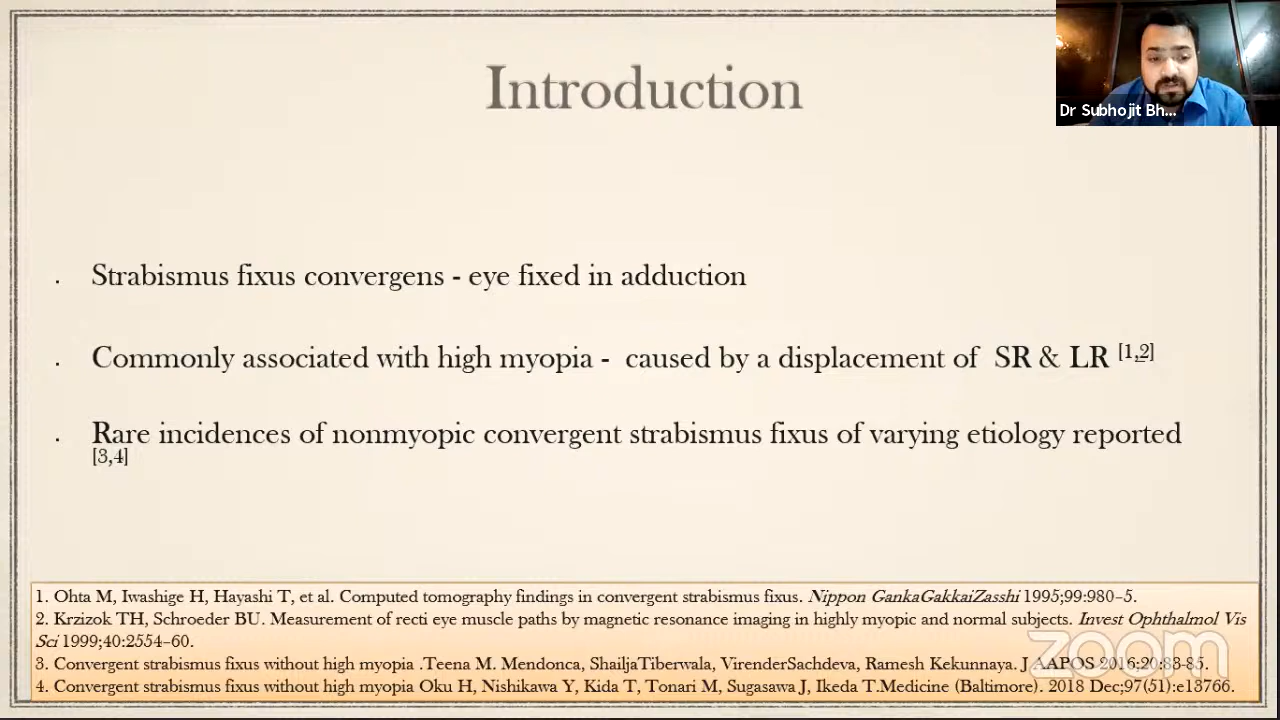 Introduction
Dr Subhojit Bh...
. Strabismus fixus convergens - eye fixed in adduction
. Commonly associated with high myopia - caused by a displacement of SR & LR [1,2]
. Rare incidences of nonmyopic convergent strabismus fixus of varying etiology reported
[3,4]
1. Ohta M, Iwashige H, Hayashi T, et al. Computed tomography findings in convergent strabismus fixus. Nippon GankaGakkaiZasshi 1995;99:980–5.
2. Krzizok TH, Schroeder BU. Measurement of recti eye muscle paths by magnetic resonance imaging in highly myopic and normal subjects. Invest Ophthalmol Vis
Sci 1999;40:2554–60.
3. Convergent strabismus fixus without high myopia .Teena M. Mendonca, ShailjaTiberwala, VirenderSachdeva, Ramesh Kekunnaya. J AAPOS 2016;20:83-85.
4. Convergent strabismus fixus without high myopia Oku H, Nishikawa Y, Kida T, Tonari M, Sugasawa J, Ikeda T.Medicine (Baltimore). 2018 Dec;97(51):e13766.
zoom